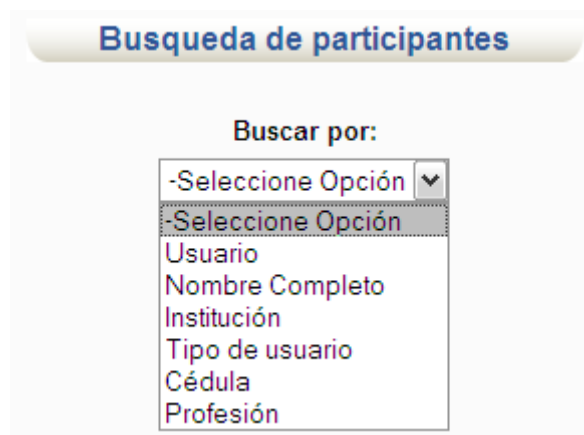 Busqueda de participantes
Buscar por:
-Seleccione Opción
-Seleccione Opción
Usuario
Nombre Completo
Institución
Tipo de usuario
Cédula
Profesión